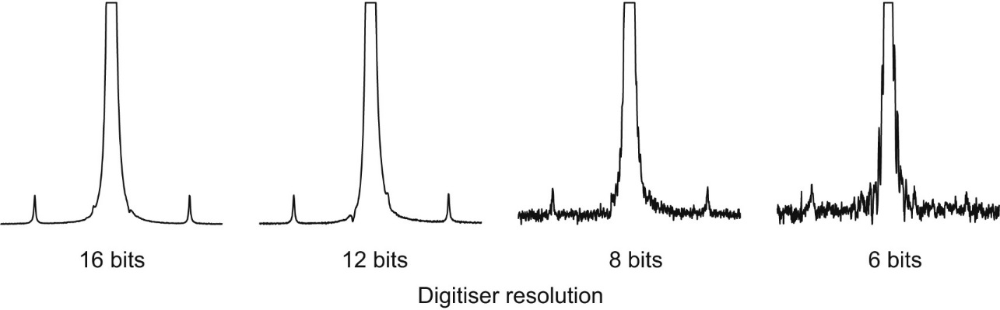 16 bits 12 bits 8 bits 6 bits
Digitiser resolution